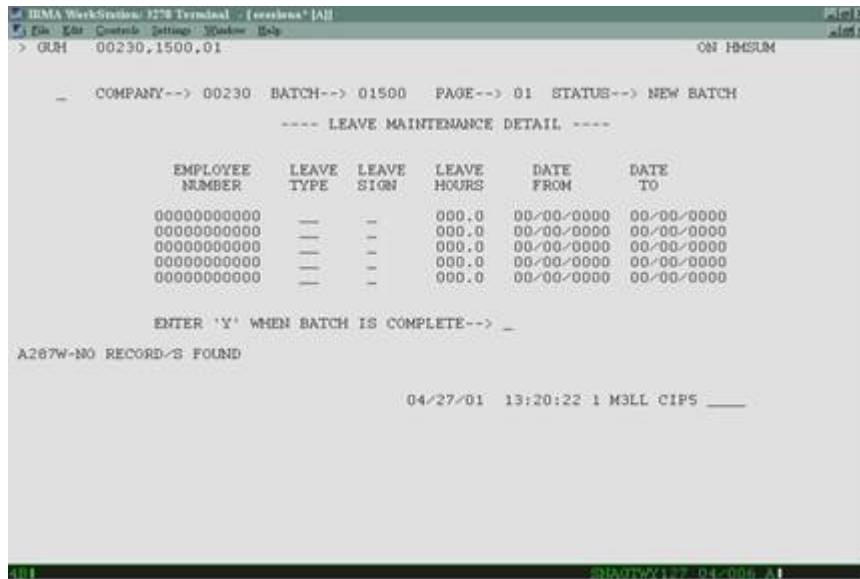 IRMA WorkStation/3270 Terminal - [sessions* [A]]
File Edit Controls Settings Window Help
> GUH 00230,1500,01 ON HMSUM
_ COMPANY--> 00230 BATCH--> 01500 PAGE--> 01 STATUS--> NEW BATCH
---- LEAVE MAINTENANCE DETAIL ----
EMPLOYEE LEAVE LEAVE LEAVE DATE DATE
NUMBER TYPE SIGN HOURS FROM TO
00000000000 __ _ 000.0 00/00/0000 00/00/0000
00000000000 __ _ 000.0 00/00/0000 00/00/0000
00000000000 __ _ 000.0 00/00/0000 00/00/0000
00000000000 __ _ 000.0 00/00/0000 00/00/0000
00000000000 __ _ 000.0 00/00/0000 00/00/0000
ENTER 'Y' WHEN BATCH IS COMPLETE--> _
A287W-NO RECORD/S FOUND
04/27/01 13:20:22 1 M3LL CIP5 ____
04/006 A